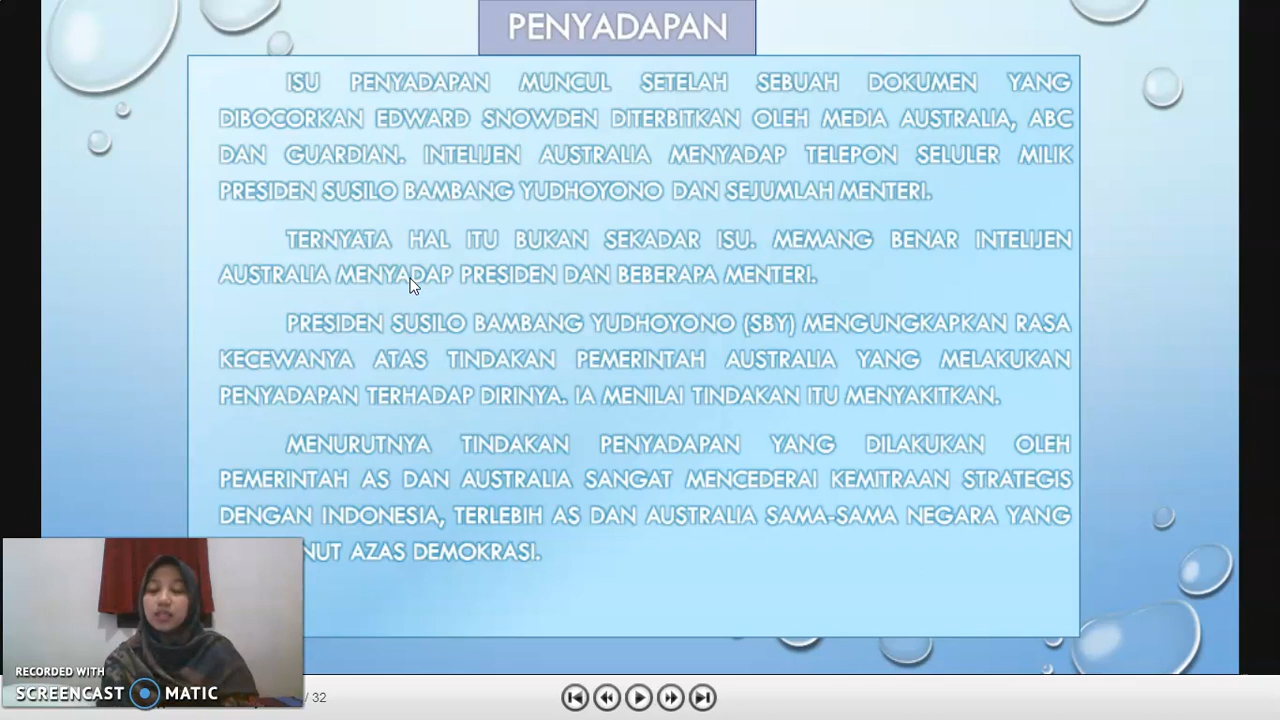 PENYADAPAN
ISU PENYADAPAN MUNCUL SETELAH SEBUAH DOKUMEN YANG
DIBOCORKAN EDWARD SNOWDEN DITERBITKAN OLEH MEDIA AUSTRALIA, ABC
DAN GUARDIAN. INTELIJEN AUSTRALIA MENYADAP TELEPON SELULER MILIK
PRESIDEN SUSILO BAMBANG YUDHOYONO DAN SEJUMLAH MENTERI.
TERNYATA HAL ITU BUKAN SEKADAR ISU. MEMANG BENAR INTELIJEN
AUSTRALIA MENYADAP PRESIDEN DAN BEBERAPA MENTERI.
PRESIDEN SUSILO BAMBANG YUDHOYONO (SBY) MENGUNGKAPKAN RASA
KECEWANYA ATAS TINDAKAN PEMERINTAH AUSTRALIA YANG MELAKUKAN
PENYADAPAN TERHADAP DIRINYA. IA MENILAI TINDAKAN ITU MENYAKITKAN.
MENURUTNYA TINDAKAN PENYADAPAN YANG DILAKUKAN OLEH
PEMERINTAH AS DAN AUSTRALIA SANGAT MENCEDERAI KEMITRAAN STRATEGIS
DENGAN INDONESIA, TERLEBIH AS DAN AUSTRALIA SAMA-SAMA NEGARA YANG
AZAS DEMOKRASI.
RECORDED WITH
SCREENCAST MATIC
/ 32